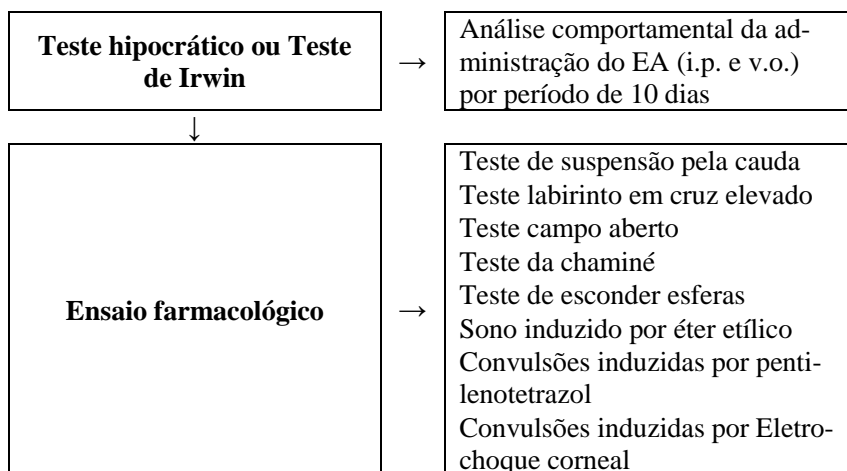 Teste hipocrático ou Teste
de Irwin
→
Análise comportamental da ad-
ministração do EA (i.p. e v.o.)
por período de 10 dias
↓
Ensaio farmacológico
→
Teste de suspensão pela cauda
Teste labirinto em cruz elevado
Teste campo aberto
Teste da chaminé
Teste de esconder esferas
Sono induzido por éter etílico
Convulsões induzidas por penti-
lenotetrazol
Convulsões induzidas por Eletro-
choque corneal